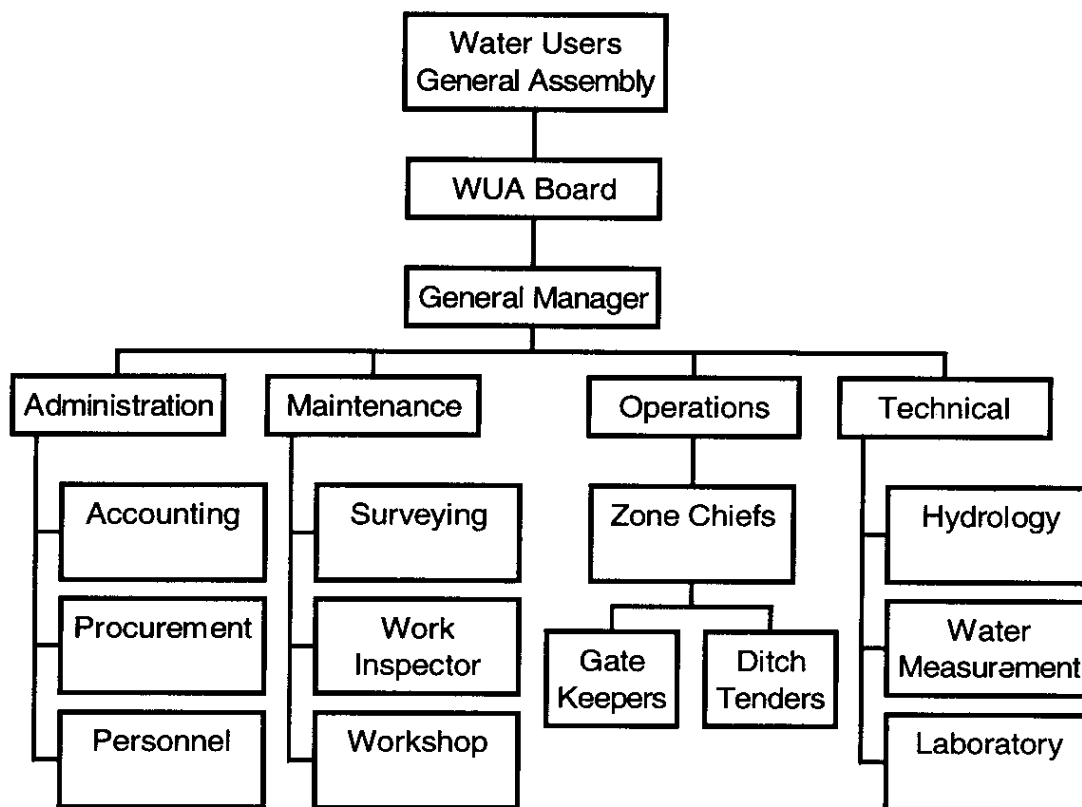 Water Users
General Assembly
WUA Board
General Manager
Administration
Maintenance
Operations
Technical
Accounting
Procurement
Personnel
Surveying
Work
Inspector
Workshop
Zone Chiefs
Gate
Keepers
Ditch
Tenders
Hydrology
Water
Measurement
Laboratory